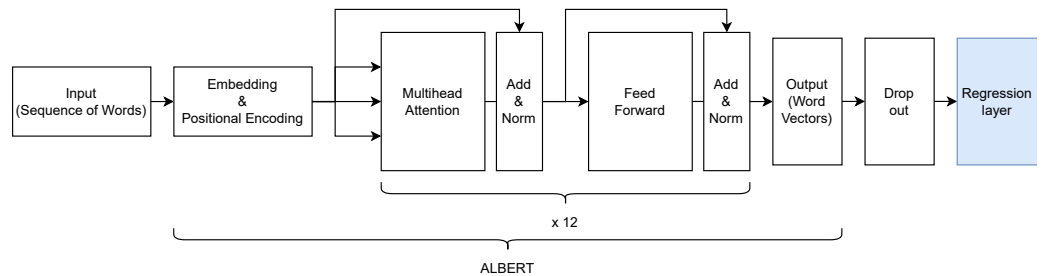 Input
(Sequence of Words)
Embedding
&
Positional Encoding
Multihead
Attention
Add
&
Norm
Feed
Forward
Add
&
Norm
Output
(Word
Vectors)
Drop
out
Regression
layer
x 12
ALBERT